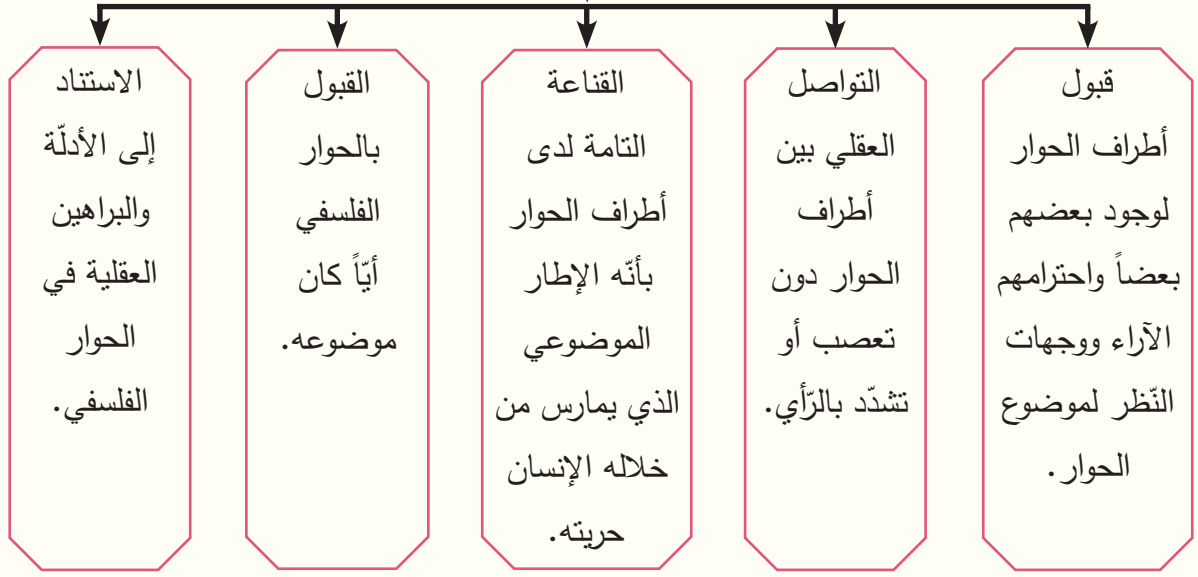 قبول
أطراف الحوار
لوجود بعضهم
بعضاً واحترامهم
الآراء ووجهات
النّظر لموضوع
الحوار.
التواصل
العقلي بين
أطراف
الحوار دون
تعصب أو
تشدّد بالرّأي.
القناعة
التامة لدى
أطراف الحوار
بأنّه الإطار
الموضوعي
الذي يمارس من
خلاله الإنسان
حريته.
القبول
بالحوار
الفلسفي
أيّاً كان
موضوعه.
الاستناد
إلى الأدلّة
والبراهين
العقلية في
الحوار
الفلسفي.